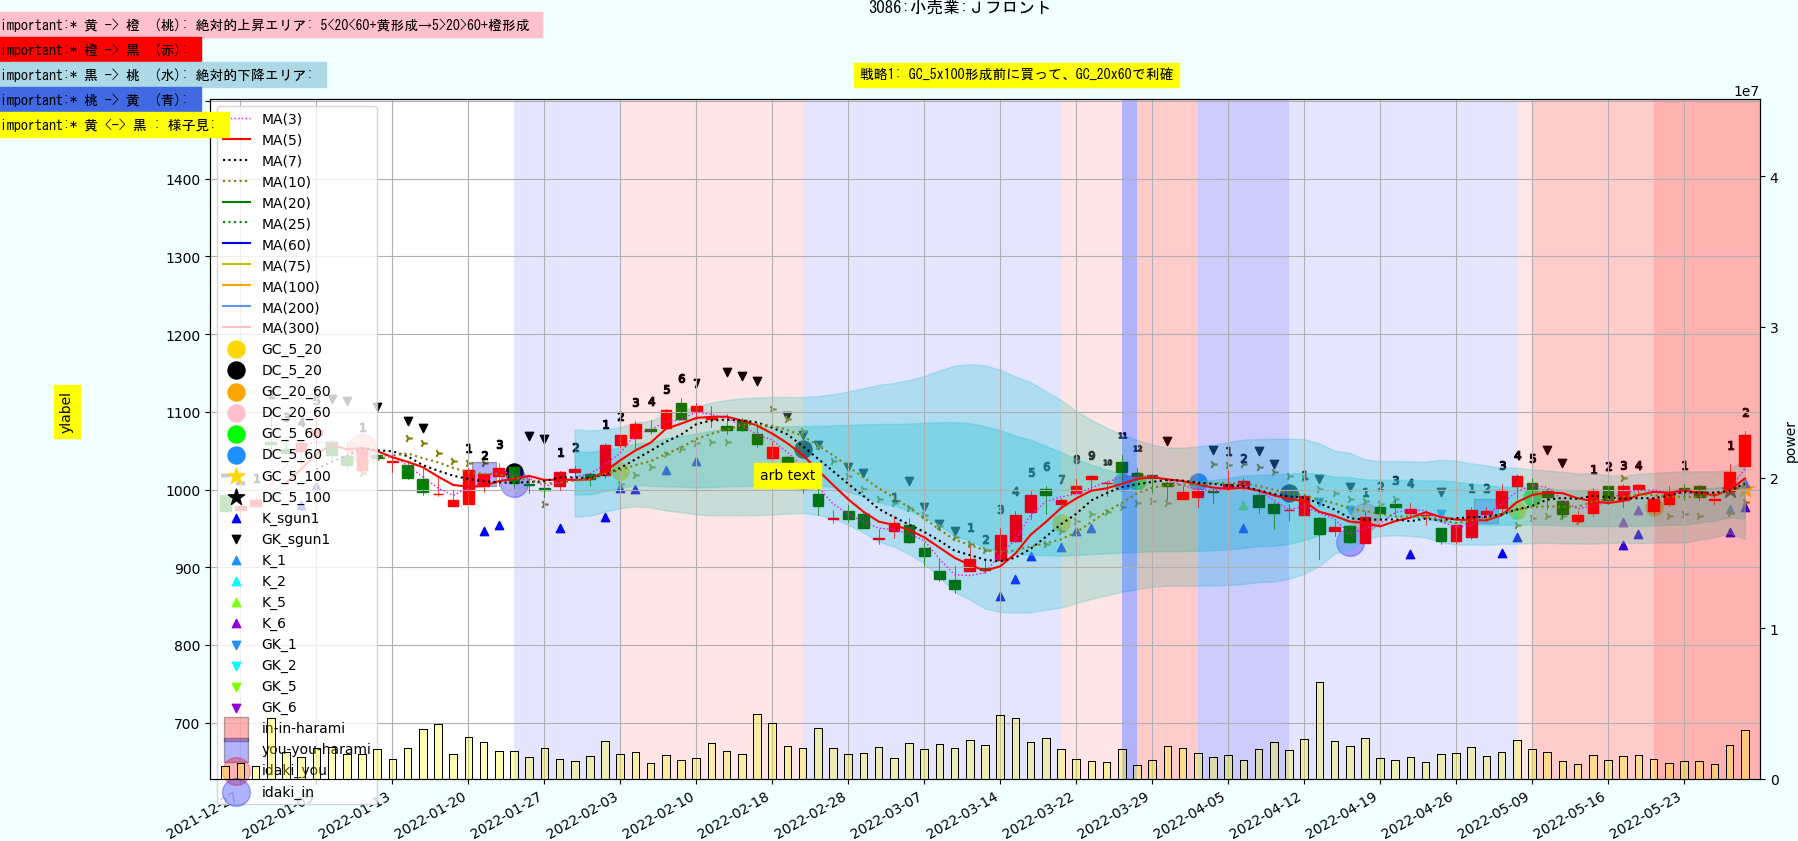 3086:小売業:Ｊフロント
important:* 黄 -> 橙 （桃）: 絶対的上昇エリア: 5<20<60+黄形成→5>20>60+橙形成
important:* 橙 -> 黒 （赤）:
important:* 黒 -> 桃 （水）: 絶対的下降エリア:
戦略1: GC_5x100形成前に買って、GC_20x60で利確
important:* 桃 -> 黄 （青）:
important:* 黄 <-> 黒 : 様子見:
1e7
MA(3)
MA(5)
MA(7)
MA(10)
MA(20)
MA(25)
MA(60)
MA(75)
MA(100)
MA(200)
MA(300)
GC_5_20
DC_5_20
GC_20_60
DC_20_60
GC_5_60
DC_5_60
GC_5_100
DC_5_100
K_sgun1
GK_sgun1
K_1
K_2
K_5
K_6
GK_1
GK_2
GK_5
GK_6
in-in-harami
you-you-harami
idaki_you
idaki_in
1400
1300
1200
1100
1000
900
800
700
ylabel
arb text
4
3
2
1
0
power
2021-12-27
2022-01-05
2022-01-13
2022-01-20
2022-01-27
2022-02-03
2022-02-10
2022-02-18
2022-02-28
2022-03-07
2022-03-14
2022-03-22
2022-03-29
2022-04-05
2022-04-12
2022-04-19
2022-04-26
2022-05-09
2022-05-16
2022-05-23